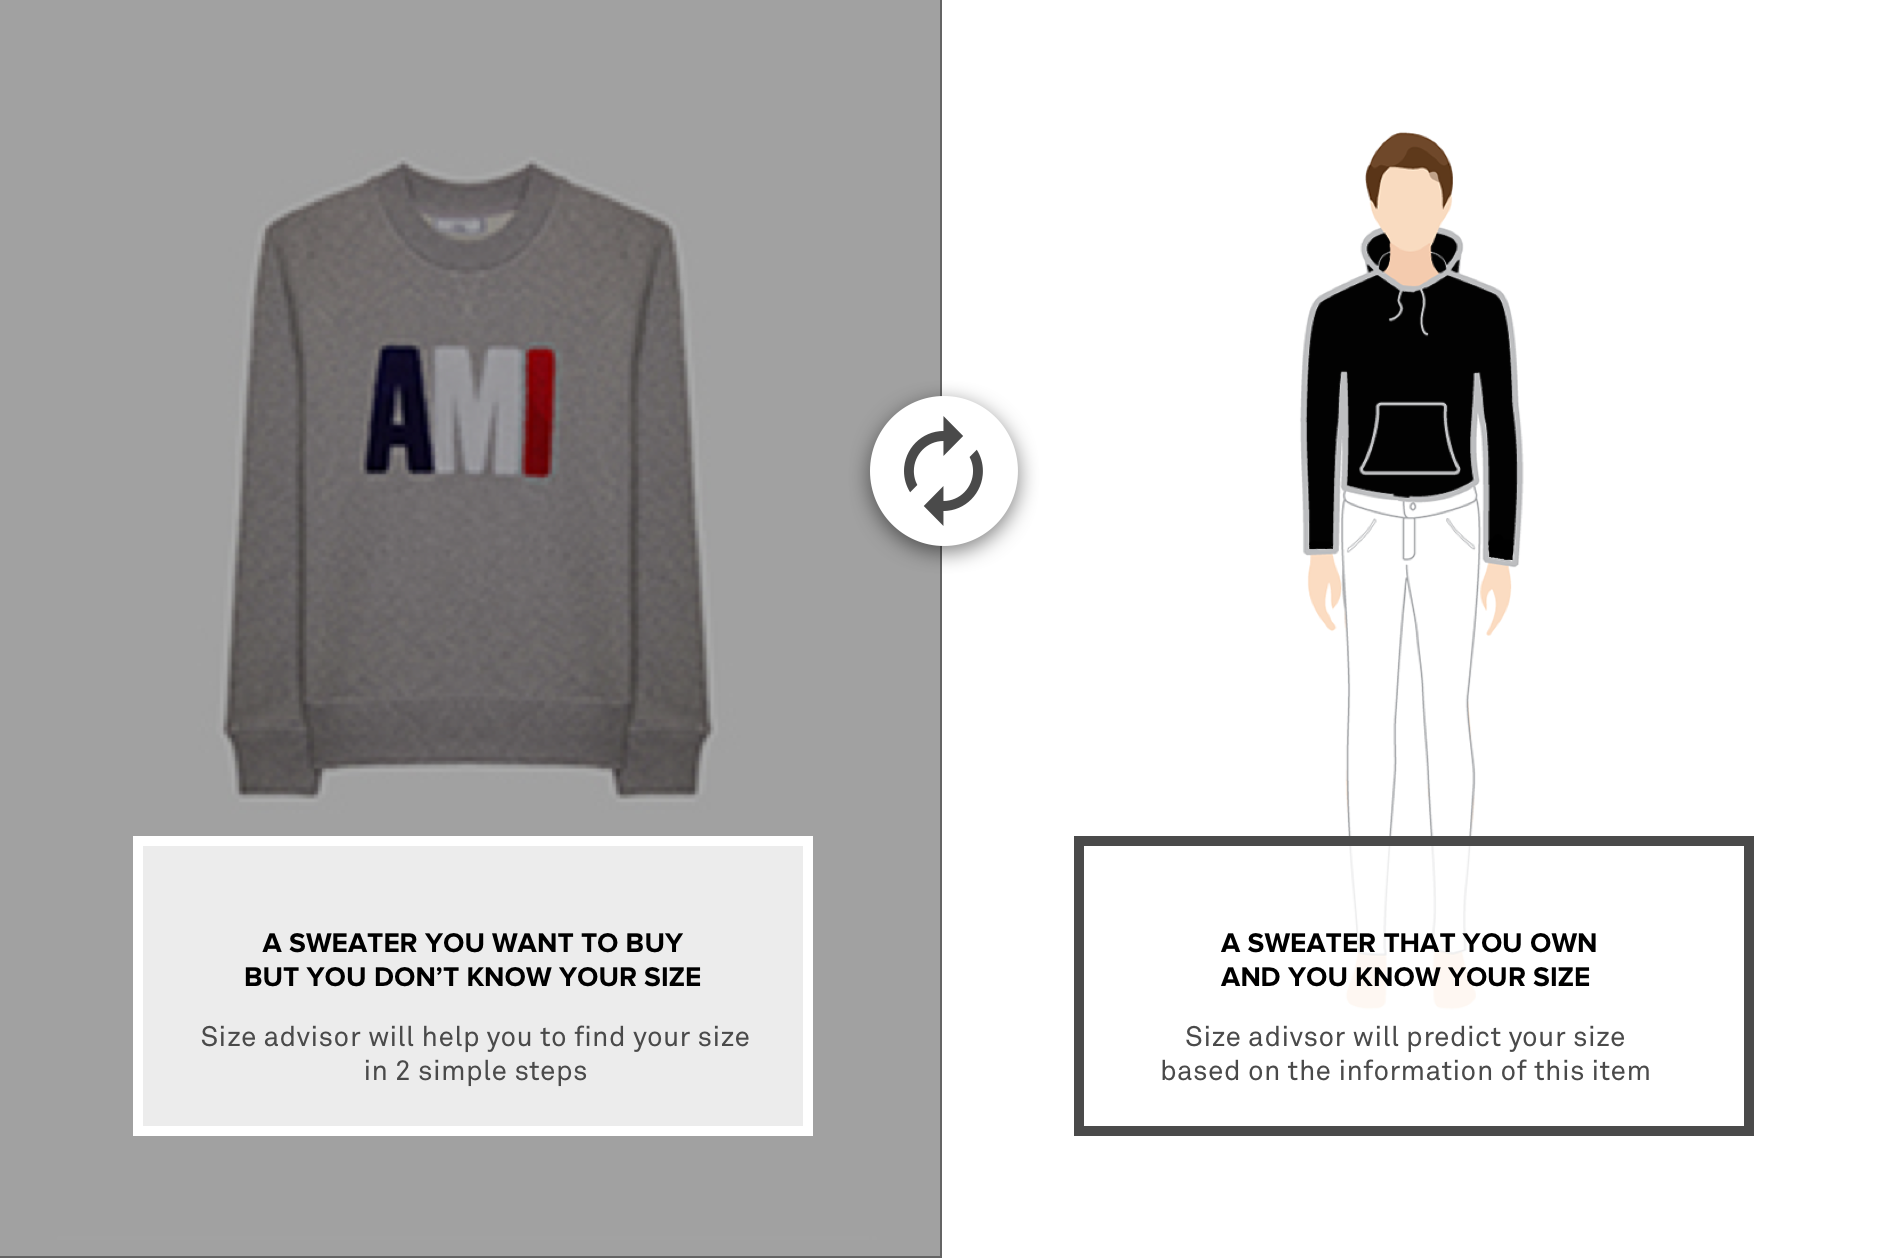 AMI
A SWEATER YOU WANT TO BUY
BUT YOU DON’T KNOW YOUR SIZE
Size advisor will help you to find your size
in 2 simple steps
A SWEATER THAT YOU OWN
AND YOU KNOW YOUR SIZE
Size adivsor will predict your size
based on the information of this item